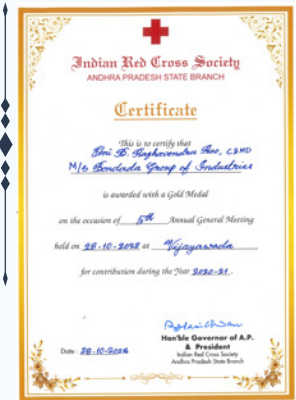 Indian Red Cross Society
ANDHRA PRADESH STATE BRANCH
Certificate
This is to certify that
Shri B. Raghavendra Rao, C&MD
M/s Bondada Group of Industries
is awarded with a Gold Medal
on the occasion of 5th Annual General Meeting
held on 28-10-2022 at Vijayawada
for contribution during the Year 2020-21.
Hon'ble Governor of A.P.
& President
Indian Red Cross Society
Andhra Pradesh State Branch
Date : 28-10-2022